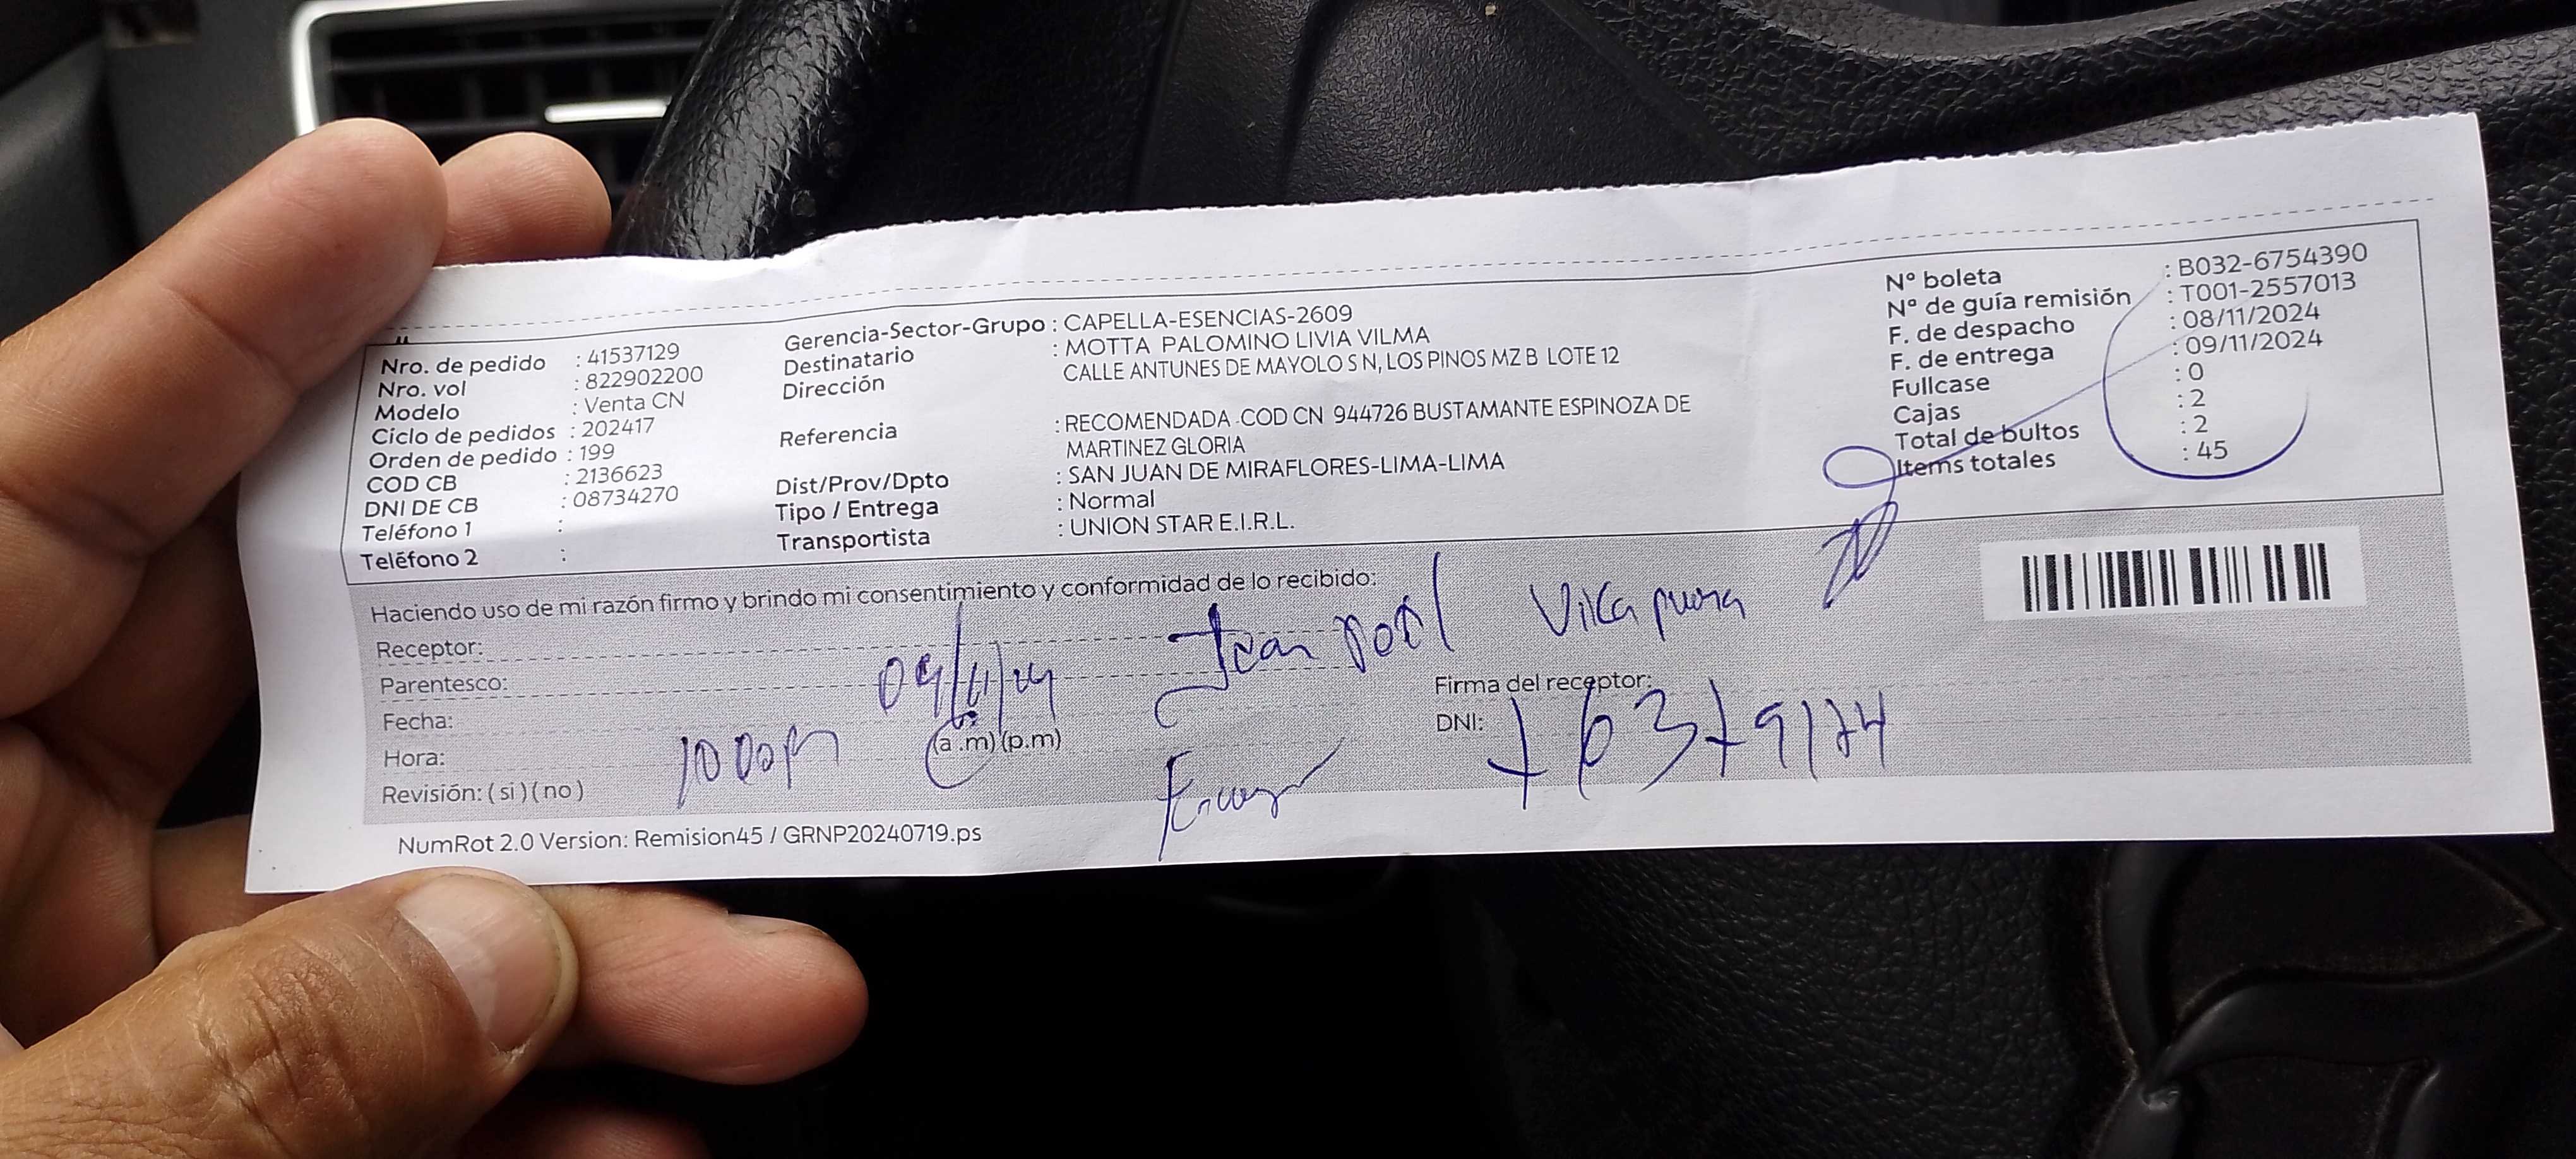 Nro. de pedido : 41537129
Nro. vol : 822902200
Modelo : Venta CN
Ciclo de pedidos : 202417
Orden de pedido : 199
COD CB : 2136623
DNI DE CB : 08734270
Teléfono 1 :
Teléfono 2 :
Gerencia-Sector-Grupo : CAPELLA-ESENCIAS-2609
Destinatario : MOTTA PALOMINO LIVIA VILMA
Dirección CALLE ANTUNES DE MAYOLO S N, LOS PINOS MZ B LOTE 12
Referencia : RECOMENDADA .COD CN 944726 BUSTAMANTE ESPINOZA DE
MARTINEZ GLORIA
Dist/Prov/Dpto : SAN JUAN DE MIRAFLORES-LIMA-LIMA
Tipo / Entrega : Normal
Transportista : UNION STAR E.I.R.L.
Nº boleta : B032-6754390
Nº de guía remisión : T001-2557013
F. de despacho : 08/11/2024
F. de entrega : 09/11/2024
Fullcase : 0
Cajas : 2
Total de bultos : 2
Items totales : 45
Haciendo uso de mi razón firmo y brindo mi consentimiento y conformidad de lo recibido:
Receptor: Jean
Parentesco:
Fecha: 09/11/24
Hora: (a .m) (p.m)
Revisión: ( si ) ( no )
Firma del receptor:
DNI: 76379174
NumRot 2.0 Version: Remision45 / GRNP20240719.ps